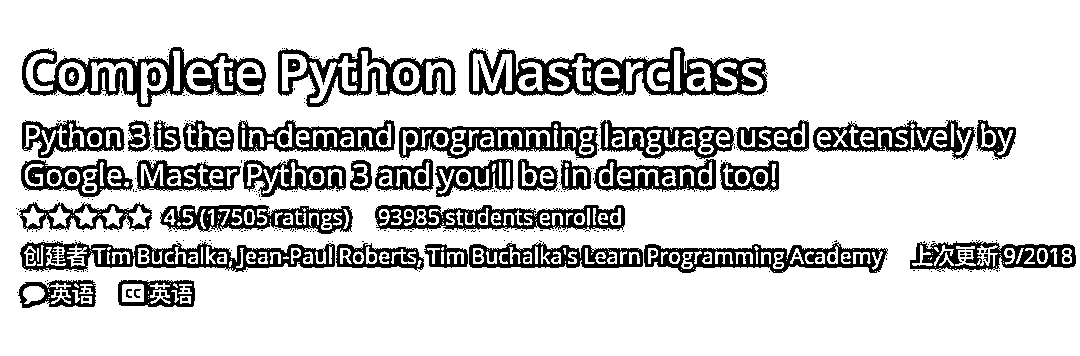 Complete Python Masterclass
Python 3 is the in-demand programming language used extensively by
Google. Master Python 3 and you'll be in demand too!
4.5 (17505 ratings) 93985 students enrolled
创建者 Tim Buchalka, Jean-Paul Roberts, Tim Buchalka's Learn Programming Academy 上次更新 9/2018
英语 CC 英语